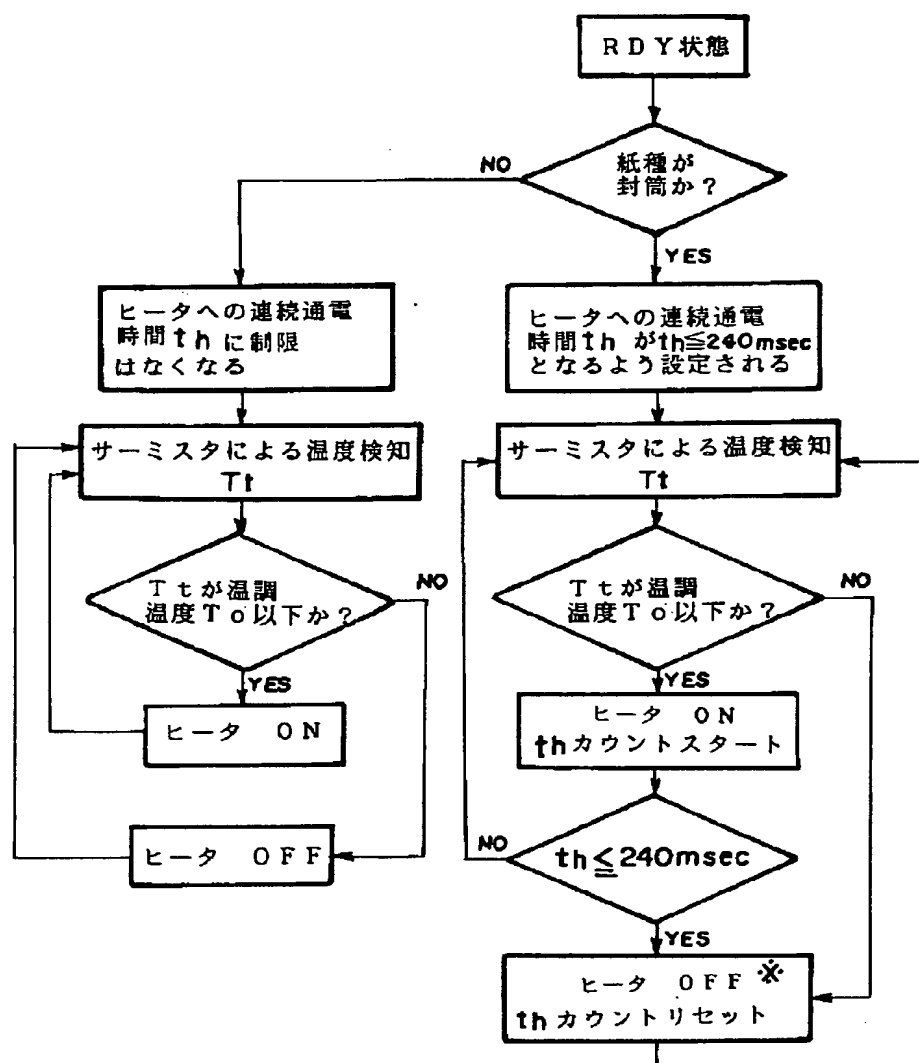 RDY状態
紙種が
封筒か?
NO
YES
ヒータへの連続通電
時間th に制限
はなくなる
ヒータへの連続通電
時間th がth≦240msec
となるよう設定される
サーミスタによる温度検知
Tt
サーミスタによる温度検知
Tt
Ttが温調
温度To以下か?
NO
YES
Ttが温調
温度To以下か?
NO
YES
ヒータ ON
ヒータ ON
thカウントスタート
ヒータ OFF
th≦240msec
NO
YES
ヒータ OFF ※
thカウントリセット